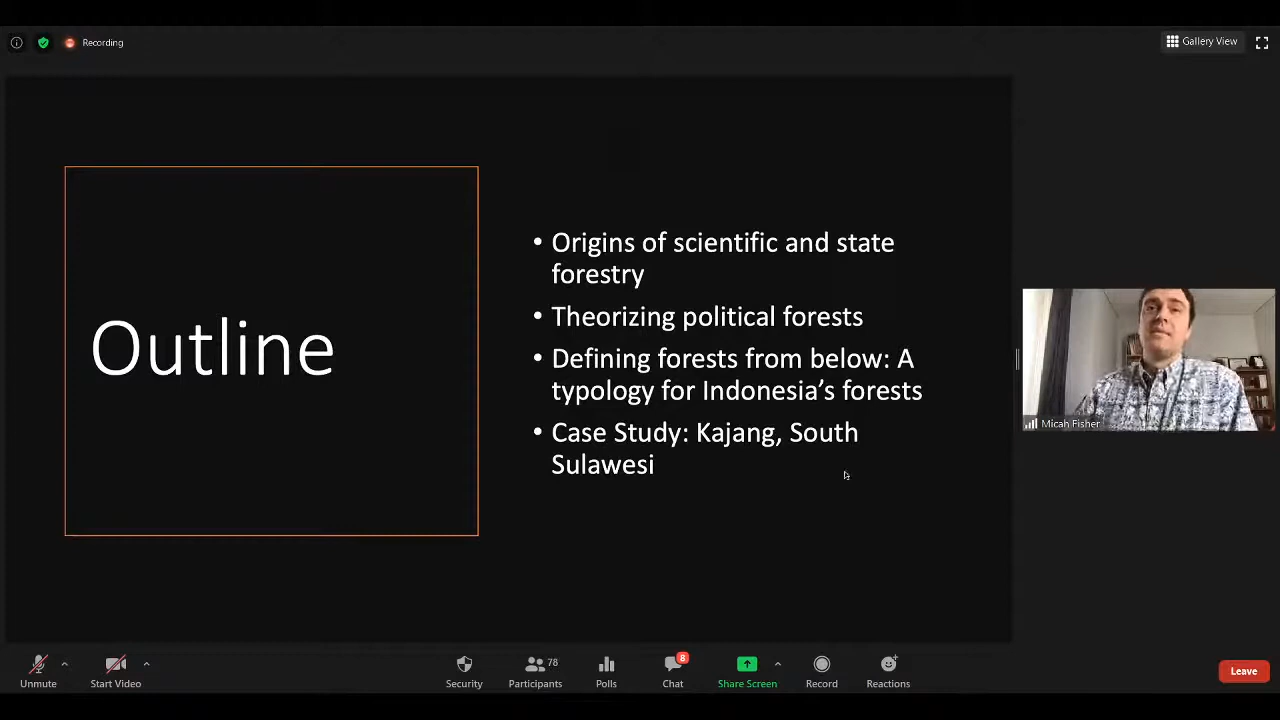 Recording
Gallery View
Outline
• Origins of scientific and state
forestry
• Theorizing political forests
• Defining forests from below: A
typology for Indonesia's forests
• Case Study: Kajang, South
Sulawesi
Micah Fisher
Unmute
Start Video
Security
78
Participants
Polls
8
Chat
Share Screen
Record
Reactions
Leave